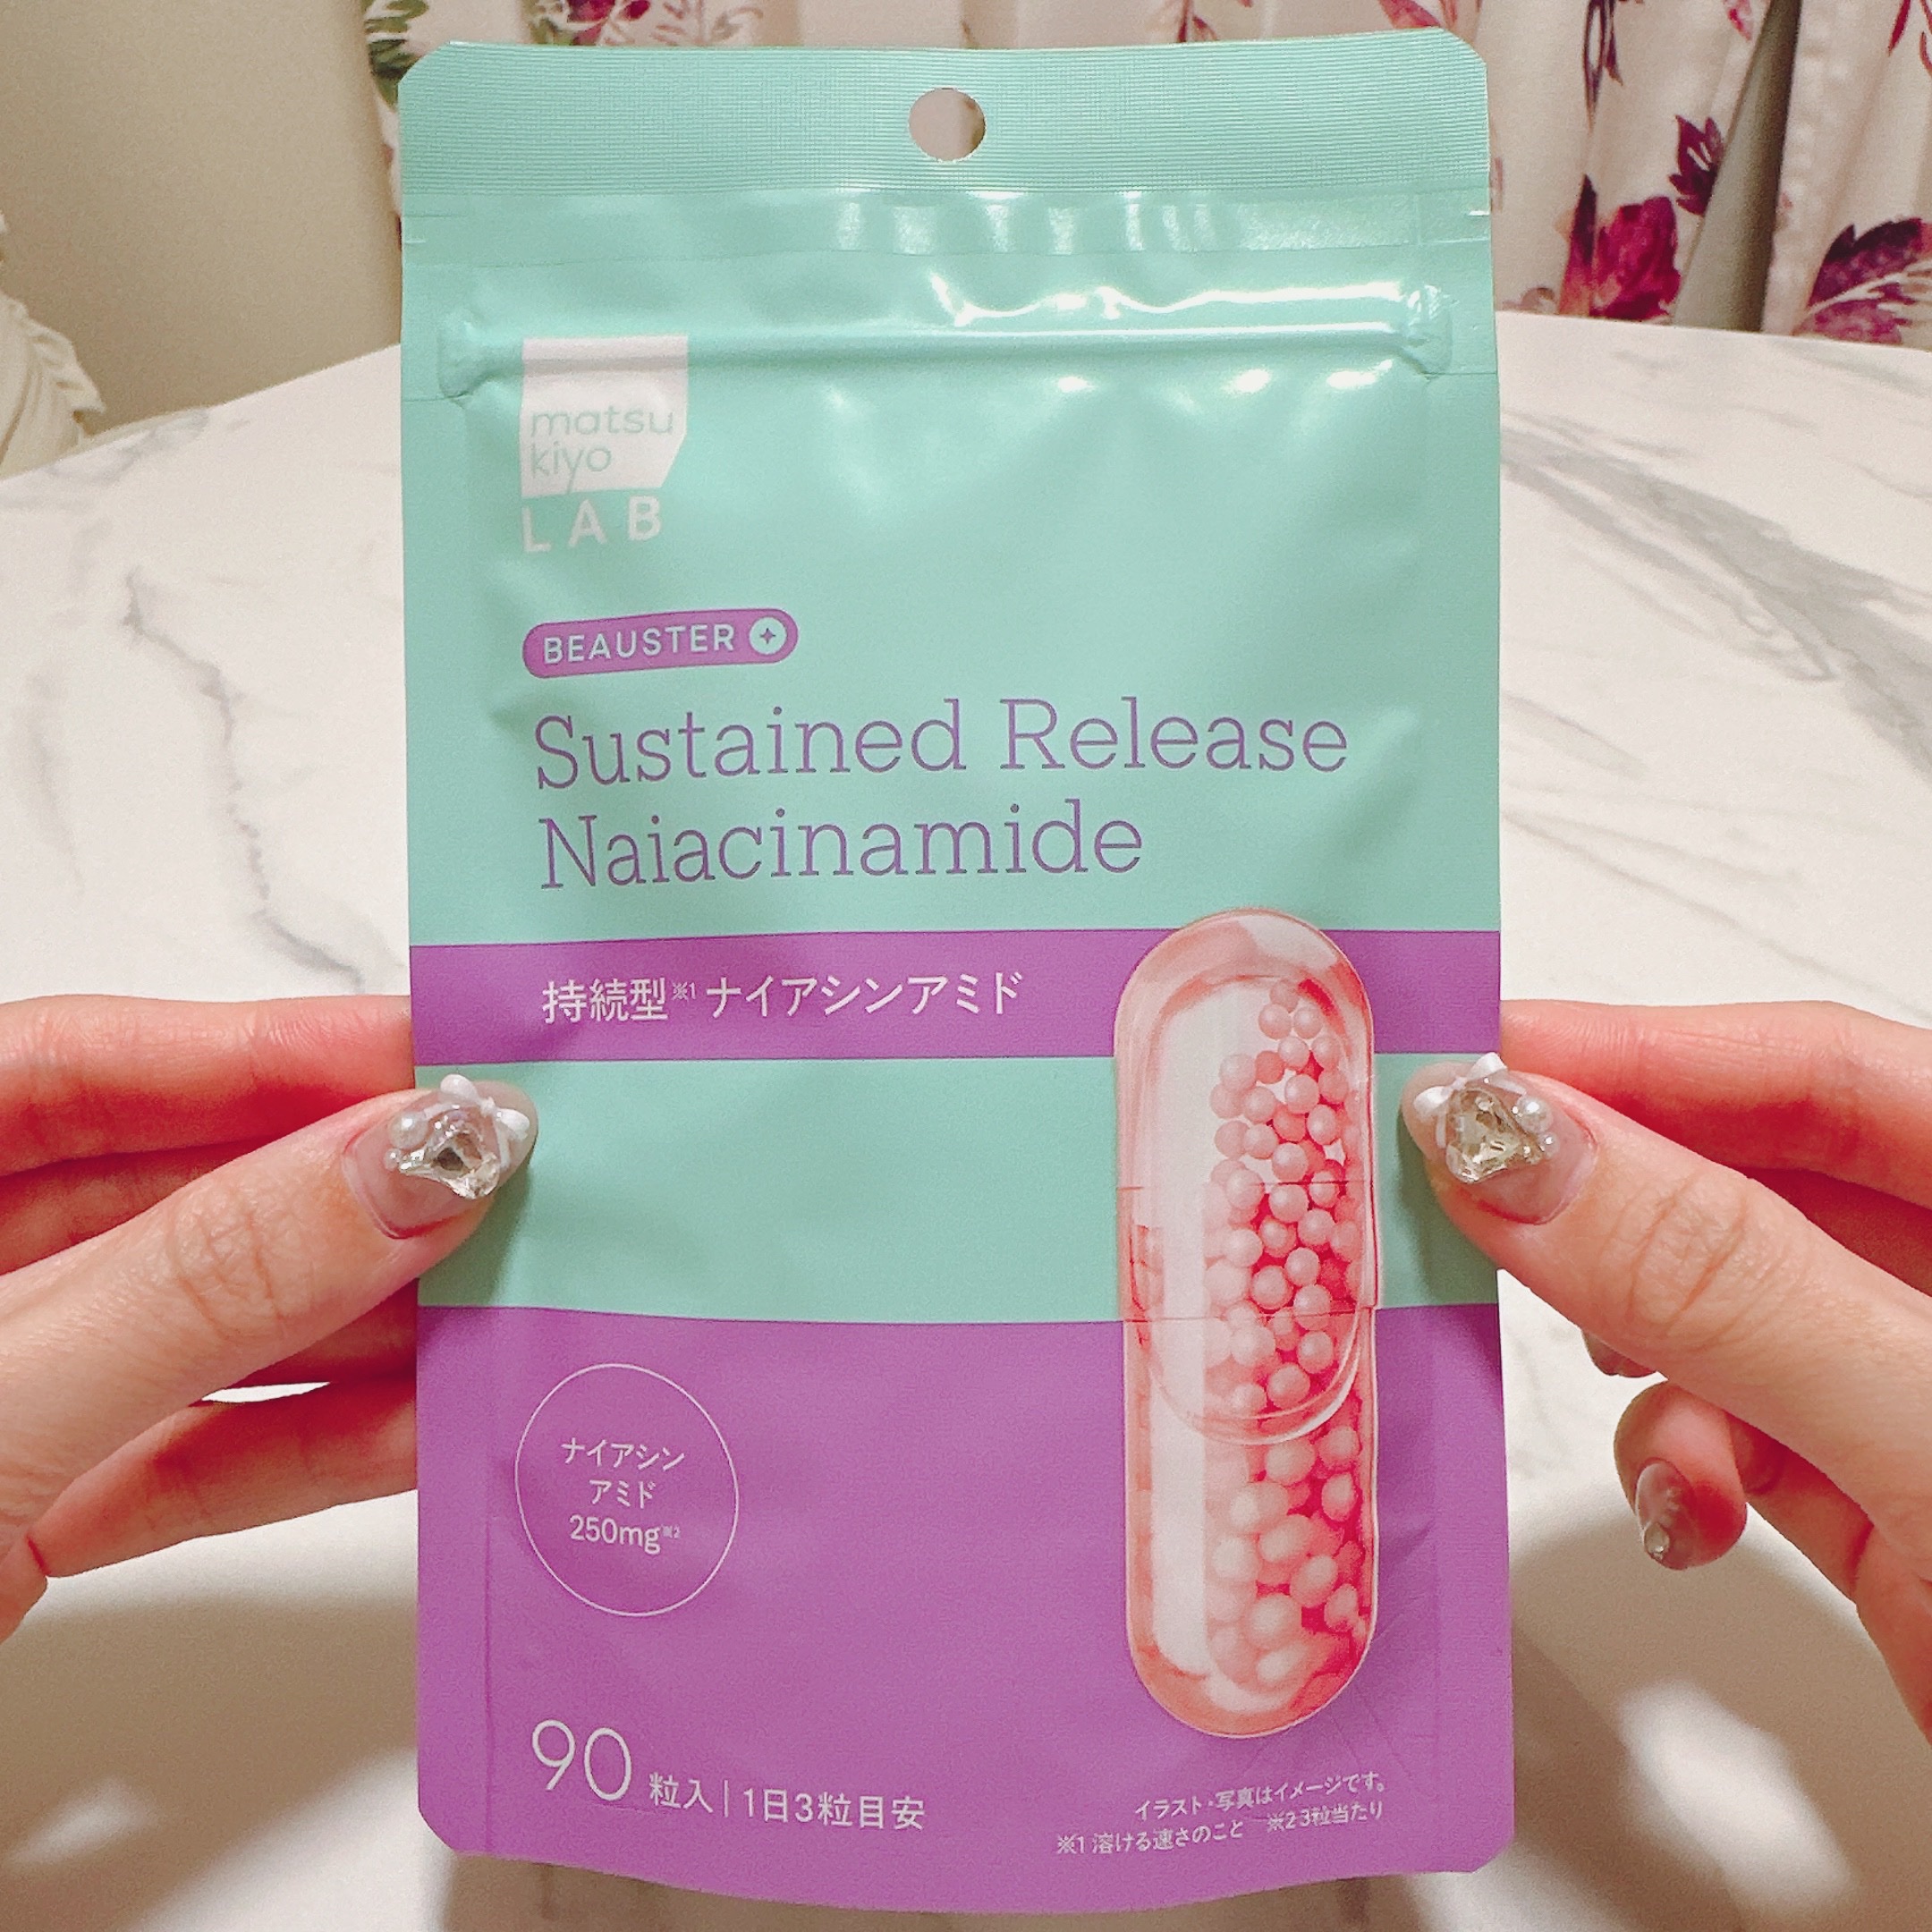 matsu
kiyo
LAB
BEAUSTER
Sustained Release
Naiacinamide
持続型※1 ナイアシンアミド
ナイアシン
アミド
250mg※2
90粒入 | 1日3粒目安
イラスト・写真はイメージです。
※1 溶ける速さのこと ※2 3粒当たり